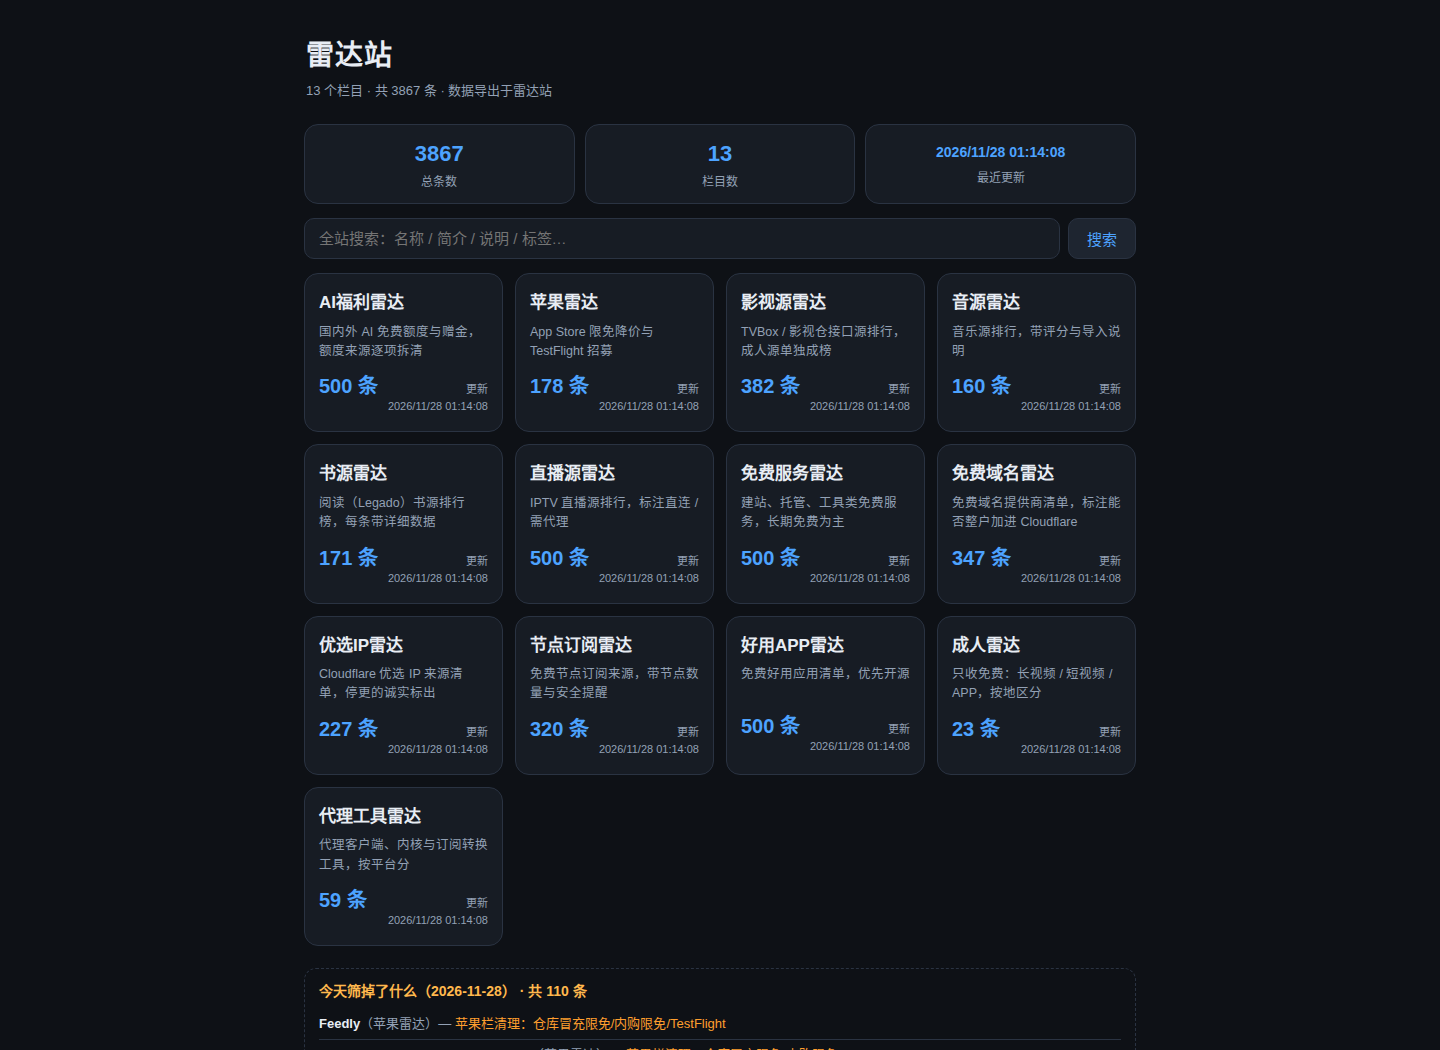 雷达站
13 个栏目 · 共 3867 条 · 数据导出于雷达站
3867
总条数
13
栏目数
2026/11/28 01:14:08
最近更新
全站搜索：名称 / 简介 / 说明 / 标签…
搜索
AI福利雷达
国内外 AI 免费额度与赠金，
额度来源逐项拆清
500 条
更新
2026/11/28 01:14:08
苹果雷达
App Store 限免降价与
TestFlight 招募
178 条
更新
2026/11/28 01:14:08
影视源雷达
TVBox / 影视仓接口源排行，
成人源单独成榜
382 条
更新
2026/11/28 01:14:08
音源雷达
音乐源排行，带评分与导入说
明
160 条
更新
2026/11/28 01:14:08
书源雷达
阅读（Legado）书源排行
榜，每条带详细数据
171 条
更新
2026/11/28 01:14:08
直播源雷达
IPTV 直播源排行，标注直连 /
需代理
500 条
更新
2026/11/28 01:14:08
免费服务雷达
建站、托管、工具类免费服
务，长期免费为主
500 条
更新
2026/11/28 01:14:08
免费域名雷达
免费域名提供商清单，标注能
否整户加进 Cloudflare
347 条
更新
2026/11/28 01:14:08
优选IP雷达
Cloudflare 优选 IP 来源清
单，停更的诚实标出
227 条
更新
2026/11/28 01:14:08
节点订阅雷达
免费节点订阅来源，带节点数
量与安全提醒
320 条
更新
2026/11/28 01:14:08
好用APP雷达
免费好用应用清单，优先开源
500 条
更新
2026/11/28 01:14:08
成人雷达
只收免费：长视频 / 短视频 /
APP，按地区分
23 条
更新
2026/11/28 01:14:08
代理工具雷达
代理客户端、内核与订阅转换
工具，按平台分
59 条
更新
2026/11/28 01:14:08
今天筛掉了什么（2026-11-28） · 共 110 条
Feedly（苹果雷达）— 苹果栏清理：仓库冒充限免/内购限免/TestFlight